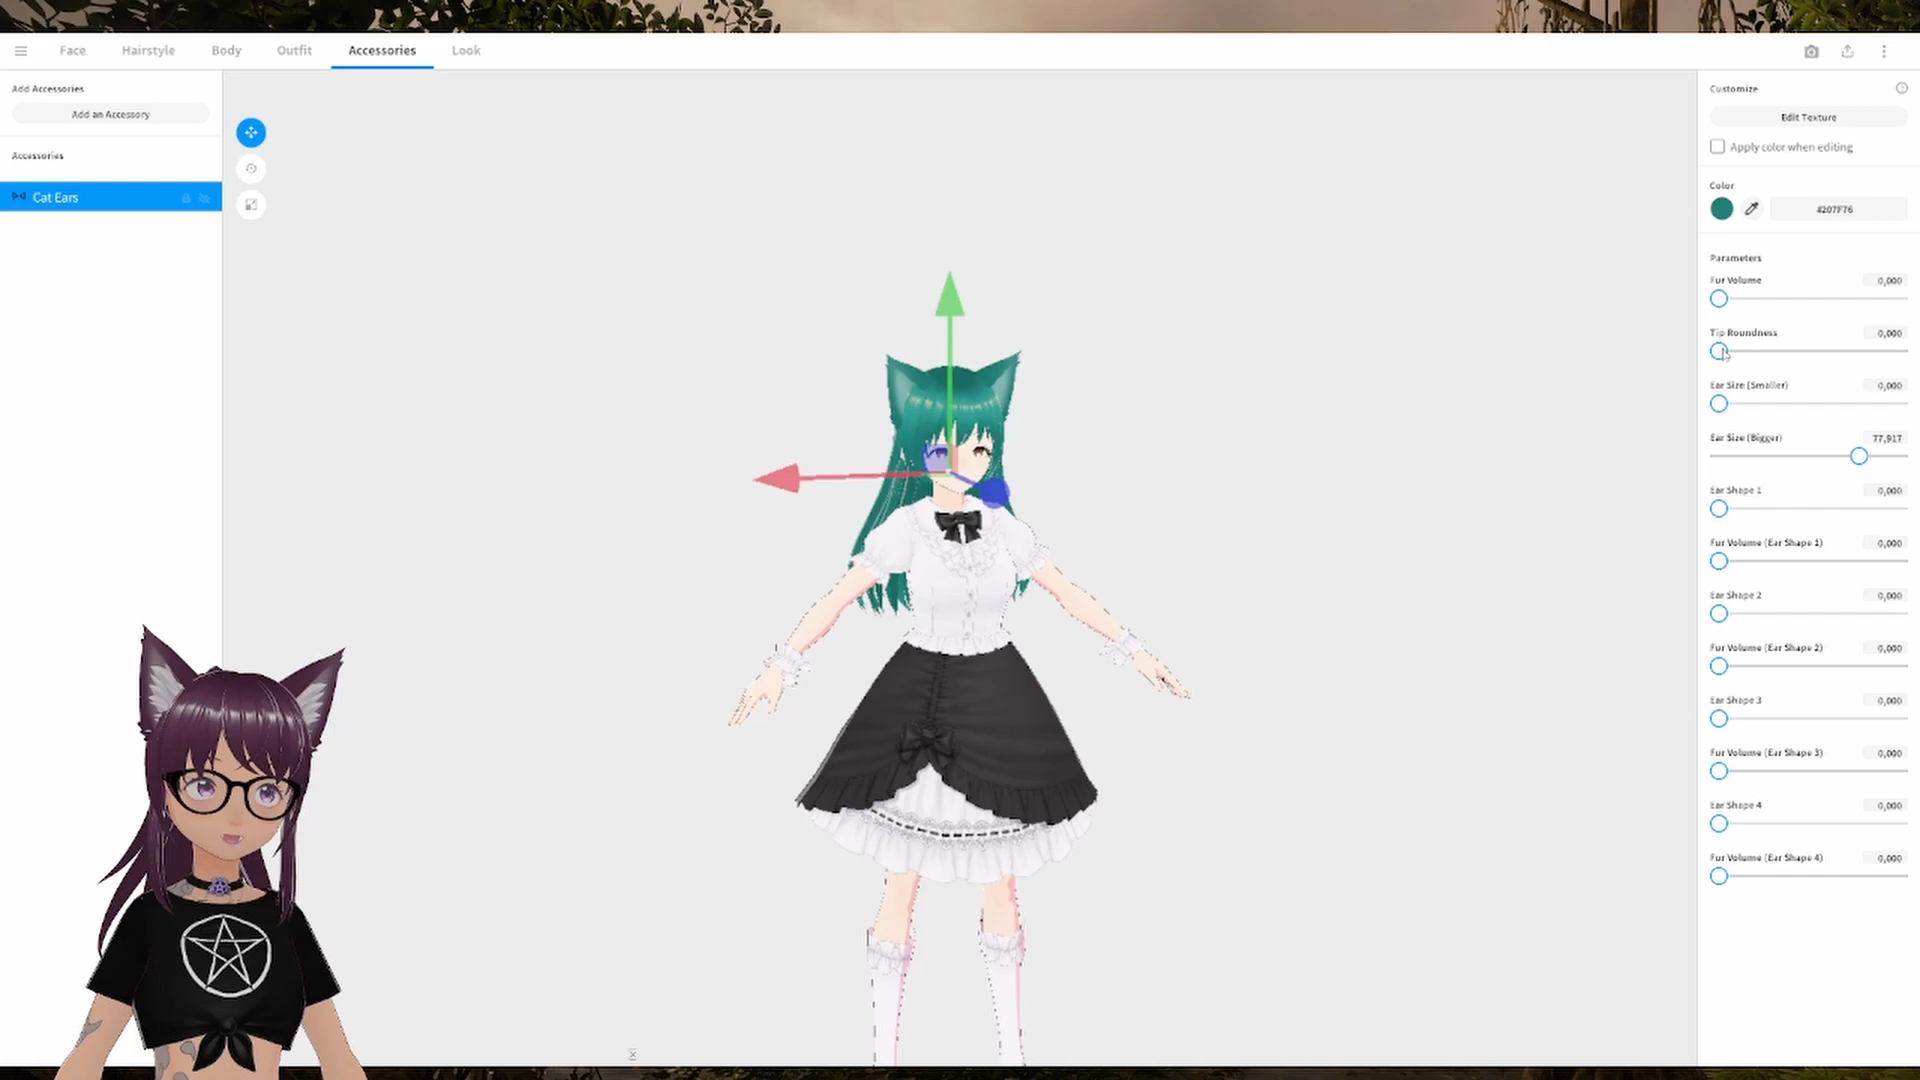 Face Hairstyle Body Outfit Accessories Look
Add Accessories
Add an Accessory
Accessories
Cat Ears
Customize
Edit Texture
Apply color when editing
Color
#207F76
Parameters
Fur Volume 0,000
Tip Roundness 0,000
Ear Size (Smaller) 0,000
Ear Size (Bigger) 77,917
Ear Shape 1 0,000
Fur Volume (Ear Shape 1) 0,000
Ear Shape 2 0,000
Fur Volume (Ear Shape 2) 0,000
Ear Shape 3 0,000
Fur Volume (Ear Shape 3) 0,000
Ear Shape 4 0,000
Fur Volume (Ear Shape 4) 0,000